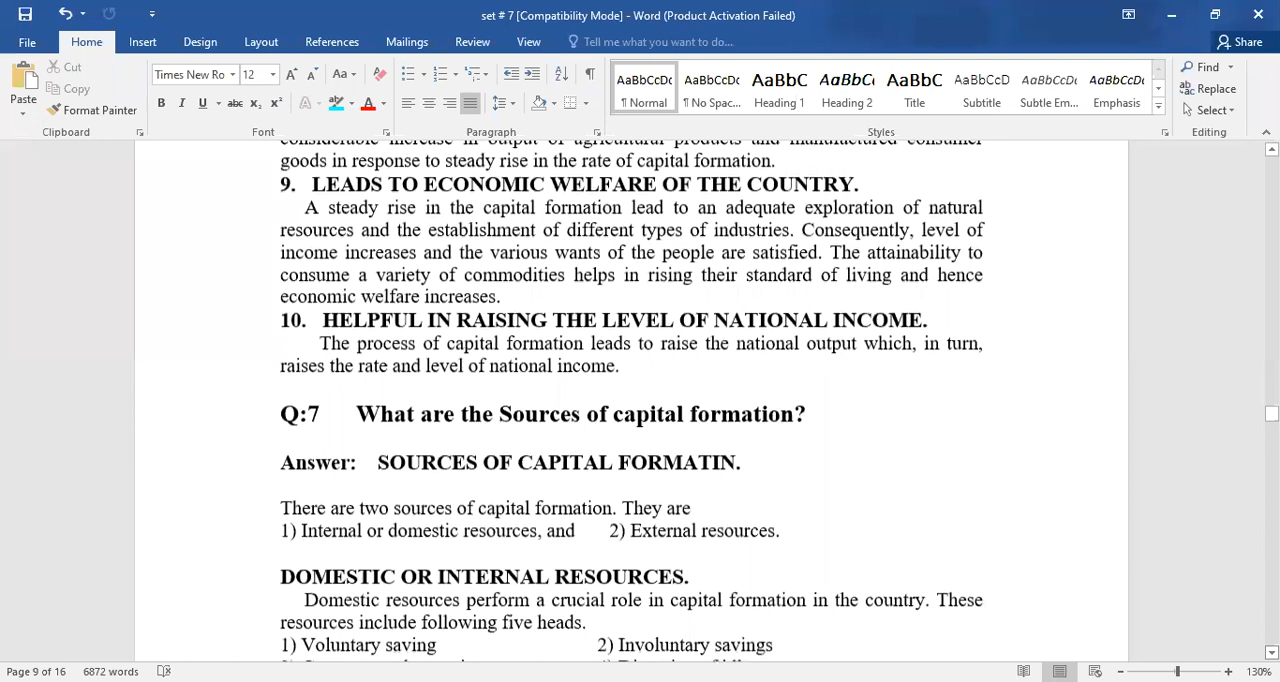 set # 7 [Compatibility Mode] - Word (Product Activation Failed)
File Home Insert Design Layout References Mailings Review View Tell me what you want to do... Share
Cut
Copy
Format Painter
Paste
Clipboard
Times New Ro 12
Font
Paragraph
AaBbCcDc AaBbCcDc AaBbC AaBbCc AaBbC AaBbCcD AaBbCcDc AaBbCcDc
¶ Normal ¶ No Spac... Heading 1 Heading 2 Title Subtitle Subtle Em... Emphasis
Styles
Find
Replace
Select
Editing
considerable increase in output of agricultural products and manufactured consumer
goods in response to steady rise in the rate of capital formation.
9. LEADS TO ECONOMIC WELFARE OF THE COUNTRY.
A steady rise in the capital formation lead to an adequate exploration of natural
resources and the establishment of different types of industries. Consequently, level of
income increases and the various wants of the people are satisfied. The attainability to
consume a variety of commodities helps in rising their standard of living and hence
economic welfare increases.
10. HELPFUL IN RAISING THE LEVEL OF NATIONAL INCOME.
The process of capital formation leads to raise the national output which, in turn,
raises the rate and level of national income.
Q:7 What are the Sources of capital formation?
Answer: SOURCES OF CAPITAL FORMATIN.
There are two sources of capital formation. They are
1) Internal or domestic resources, and 2) External resources.
DOMESTIC OR INTERNAL RESOURCES.
Domestic resources perform a crucial role in capital formation in the country. These
resources include following five heads.
1) Voluntary saving 2) Involuntary savings
Page 9 of 16 6872 words 130%